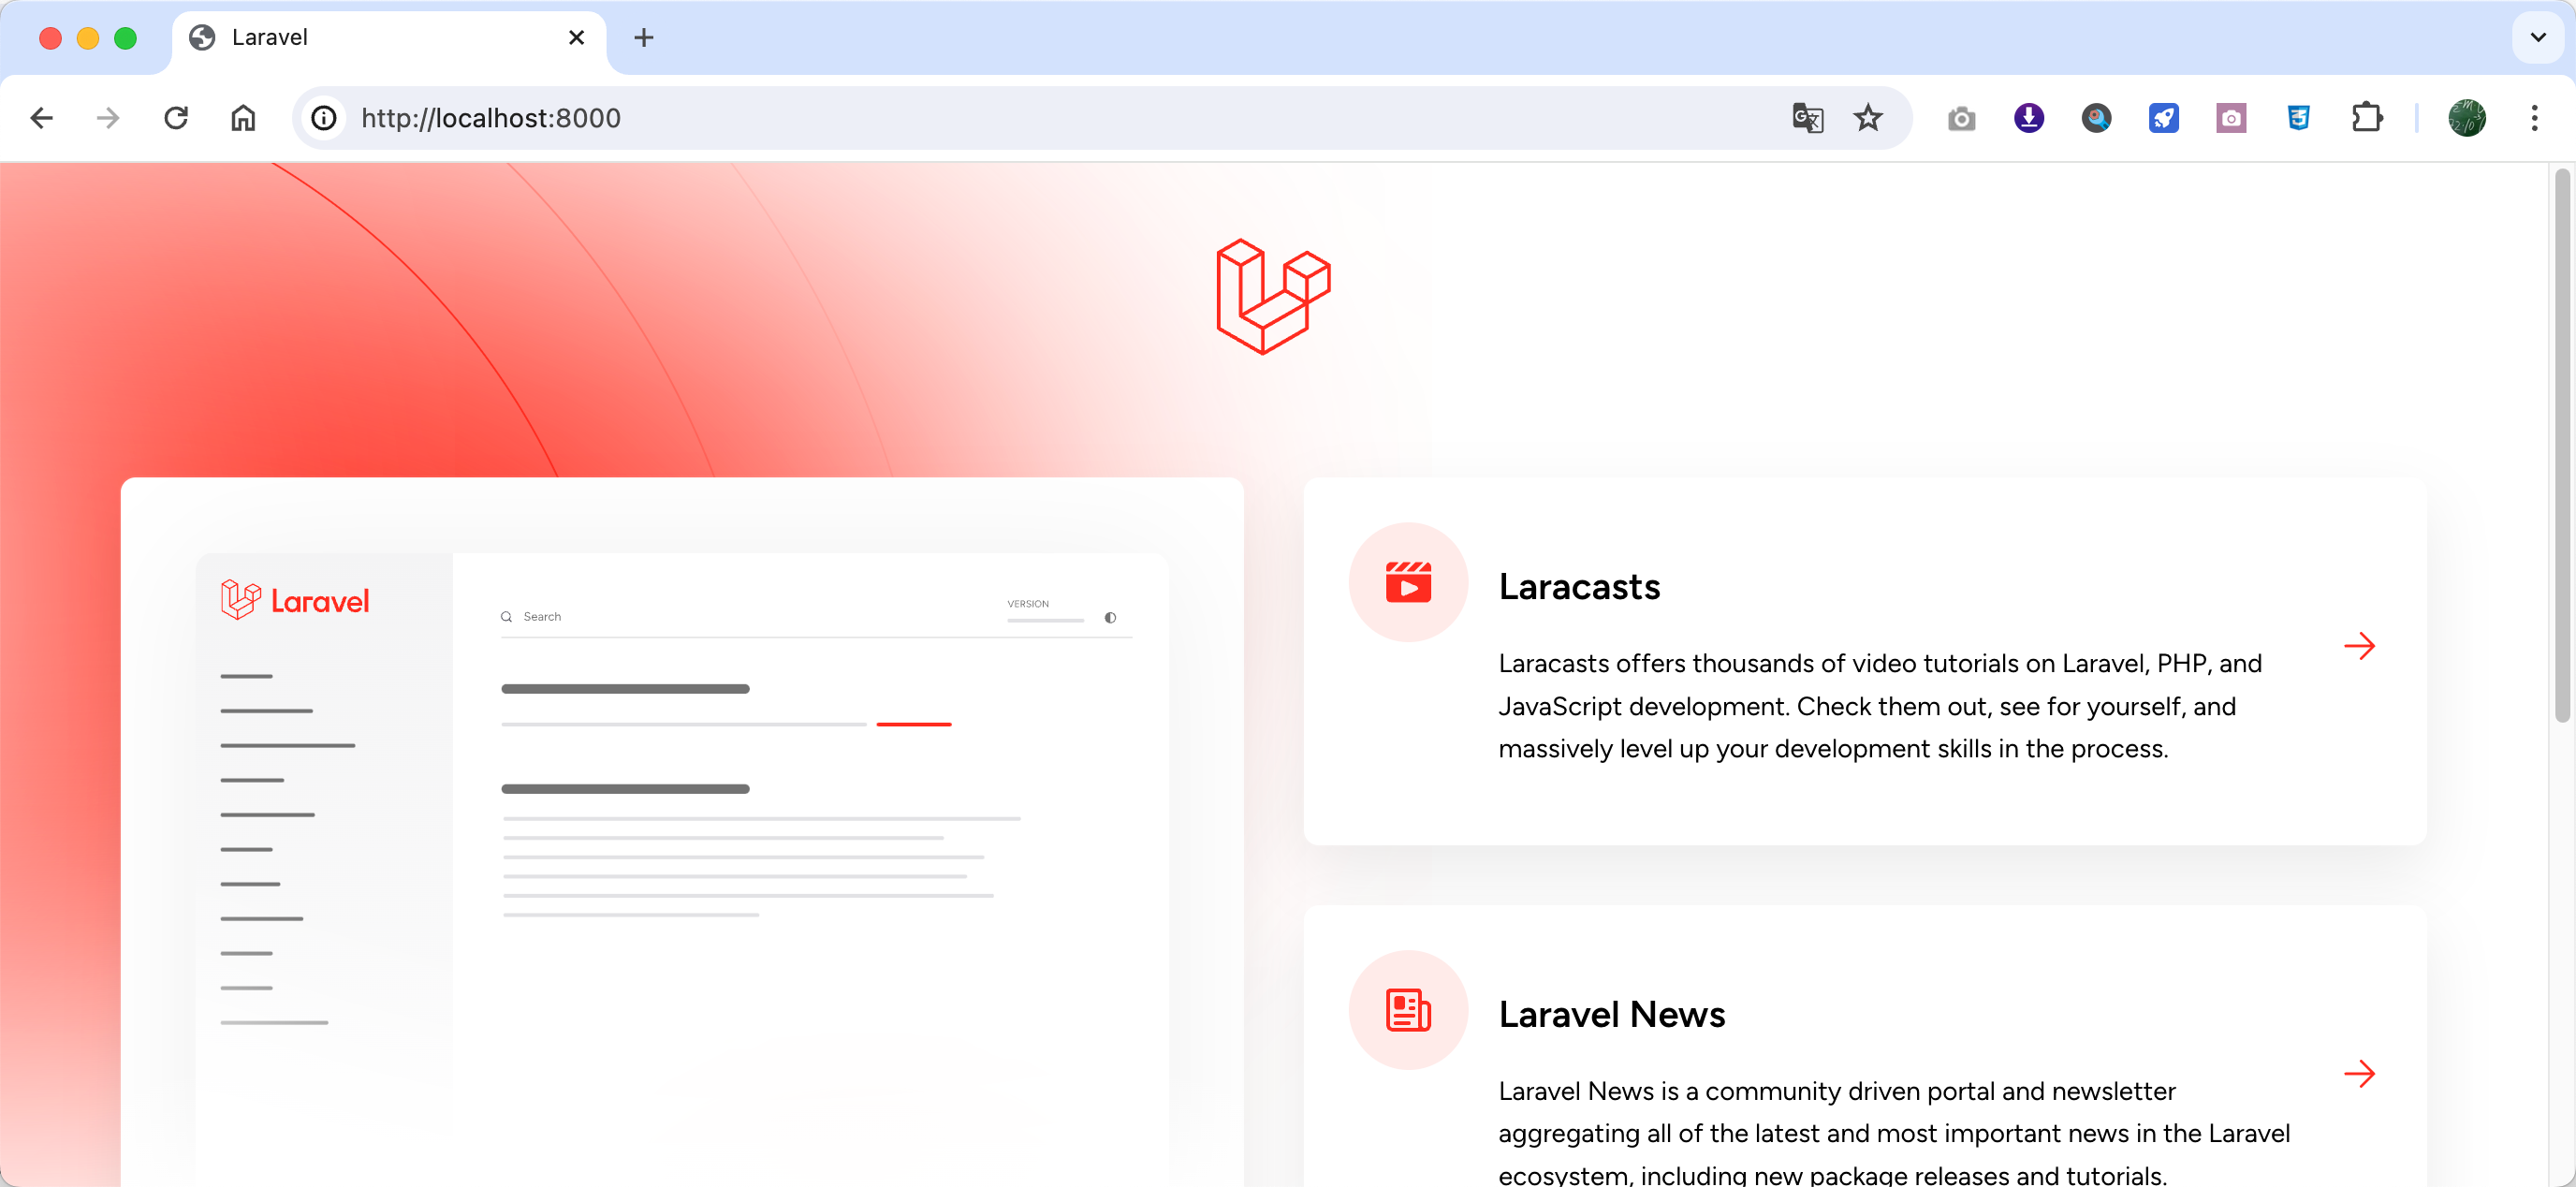 Laravel
http://localhost:8000
Laravel
Search
VERSION
Laracasts
Laracasts offers thousands of video tutorials on Laravel, PHP, and
JavaScript development. Check them out, see for yourself, and
massively level up your development skills in the process.
Laravel News
Laravel News is a community driven portal and newsletter
aggregating all of the latest and most important news in the Laravel
ecosystem, including new package releases and tutorials.